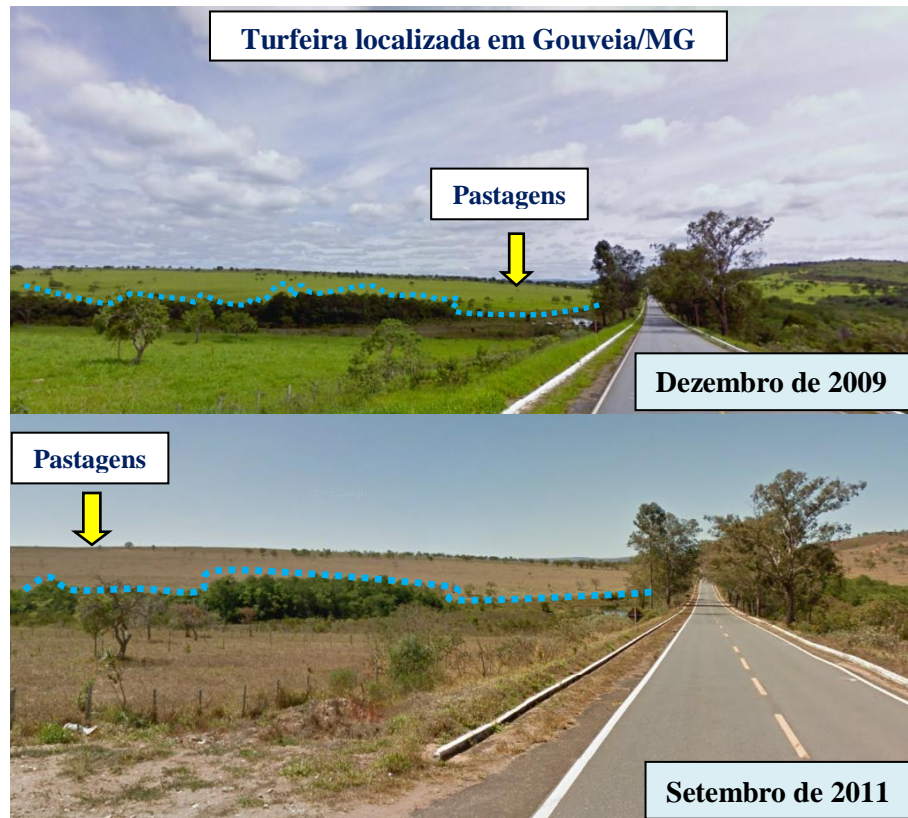 Turfeira localizada em Gouveia/MG
Pastagens
Dezembro de 2009
Pastagens
Setembro de 2011